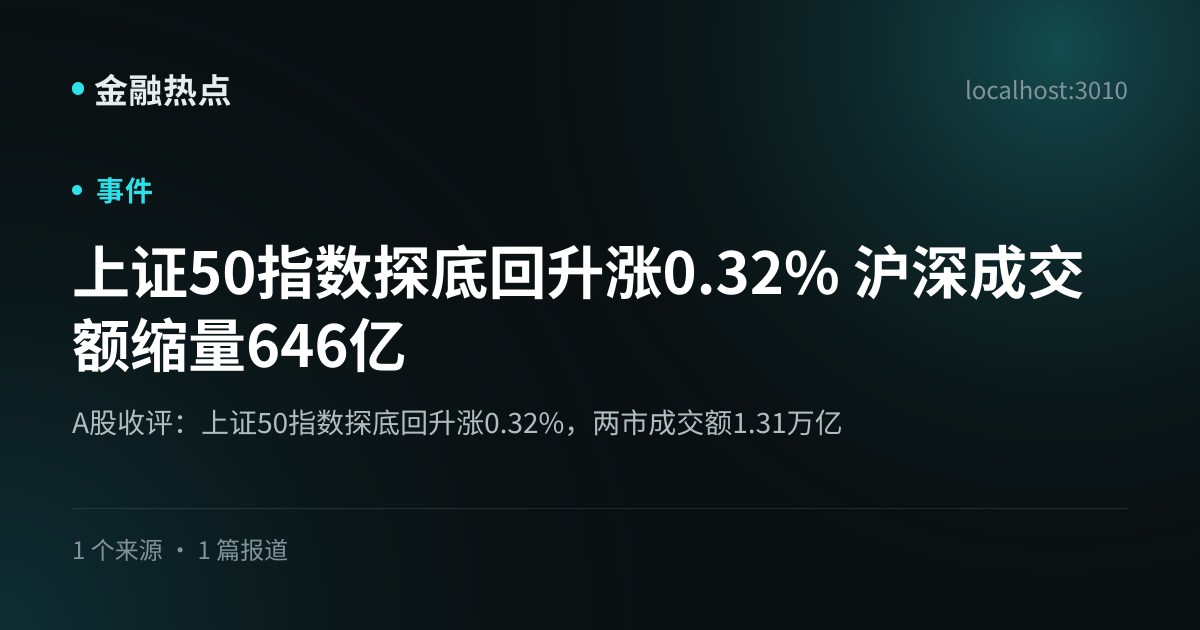 金融热点
localhost:3010
事件
上证50指数探底回升涨0.32% 沪深成交
额缩量646亿
A股收评：上证50指数探底回升涨0.32%，两市成交额1.31万亿
1 个来源 · 1 篇报道